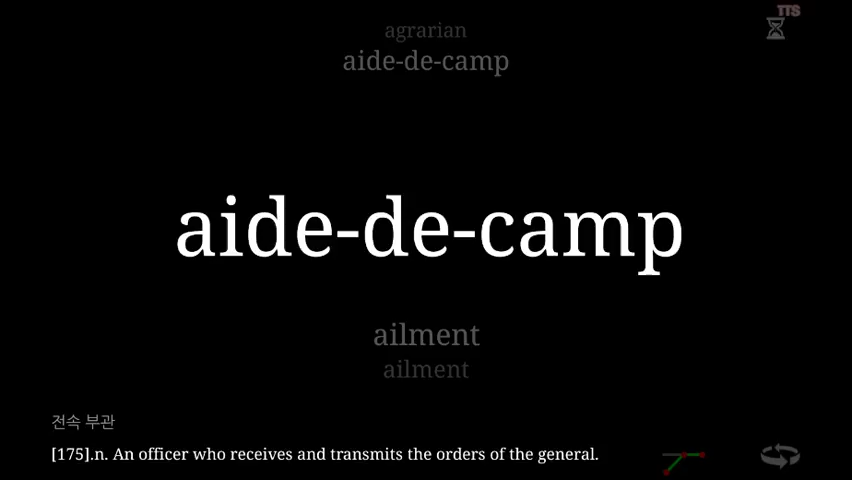 TTS
agrarian
aide-de-camp
aide-de-camp
ailment
ailment
전속 부관
[175].n. An officer who receives and transmits the orders of the general.